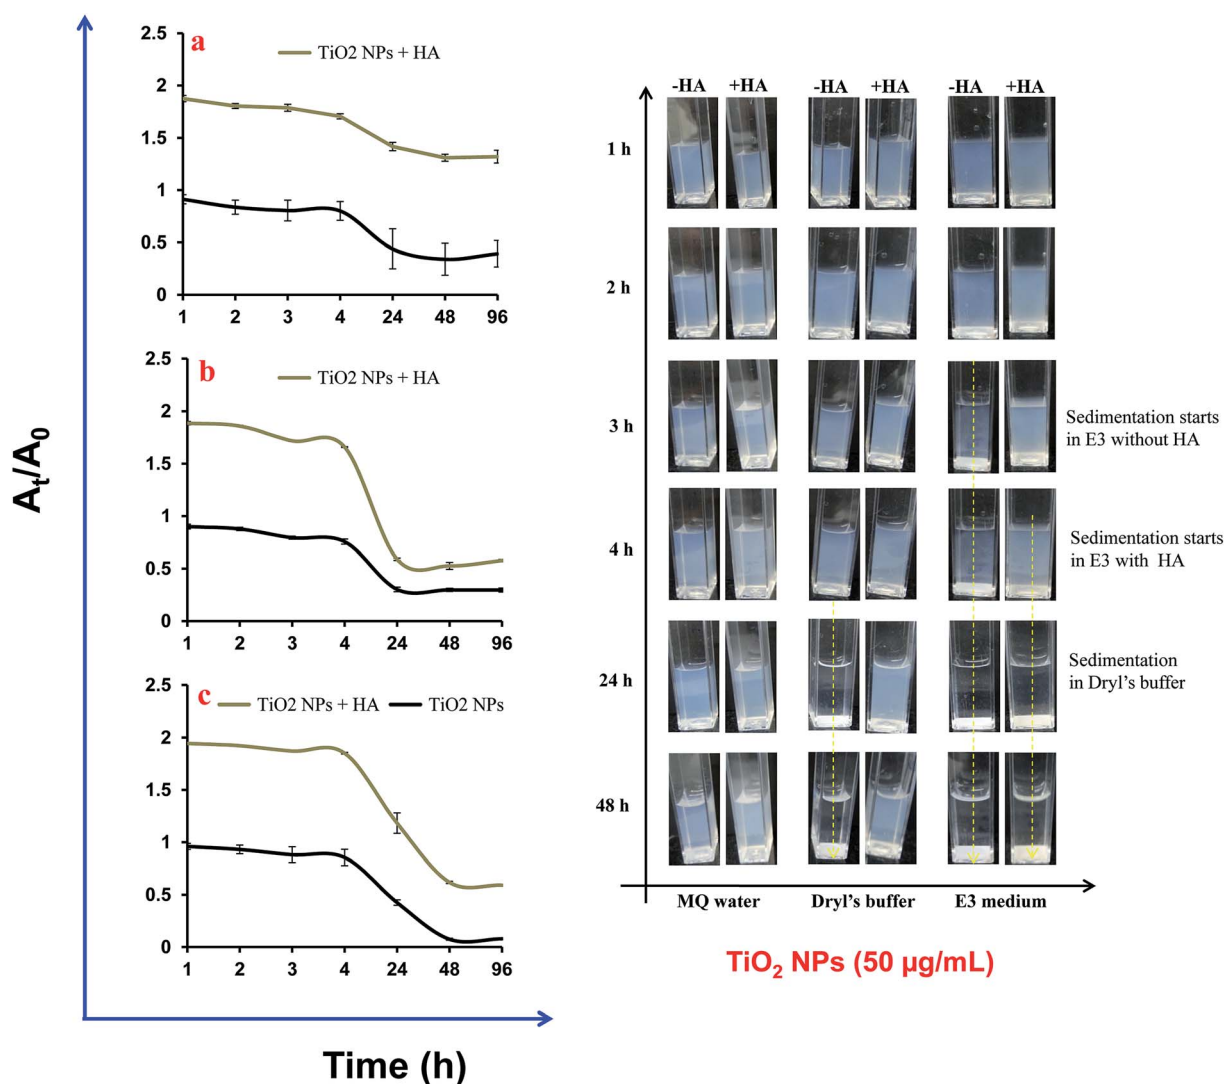 a
TiO2 NPs + HA
2.5
2
1.5
1
0.5
0
1 2 3 4 24 48 96
b
TiO2 NPs + HA
2.5
2
1.5
1
0.5
0
1 2 3 4 24 48 96
c
TiO2 NPs + HA TiO2 NPs
2.5
2
1.5
1
0.5
0
1 2 3 4 24 48 96
At/A0
Time (h)
-HA +HA -HA +HA -HA +HA
1 h
2 h
3 h
Sedimentation starts
in E3 without HA
4 h
Sedimentation starts
in E3 with HA
24 h
Sedimentation
in Dryl's buffer
48 h
MQ water Dryl's buffer E3 medium
TiO2 NPs (50 µg/mL)